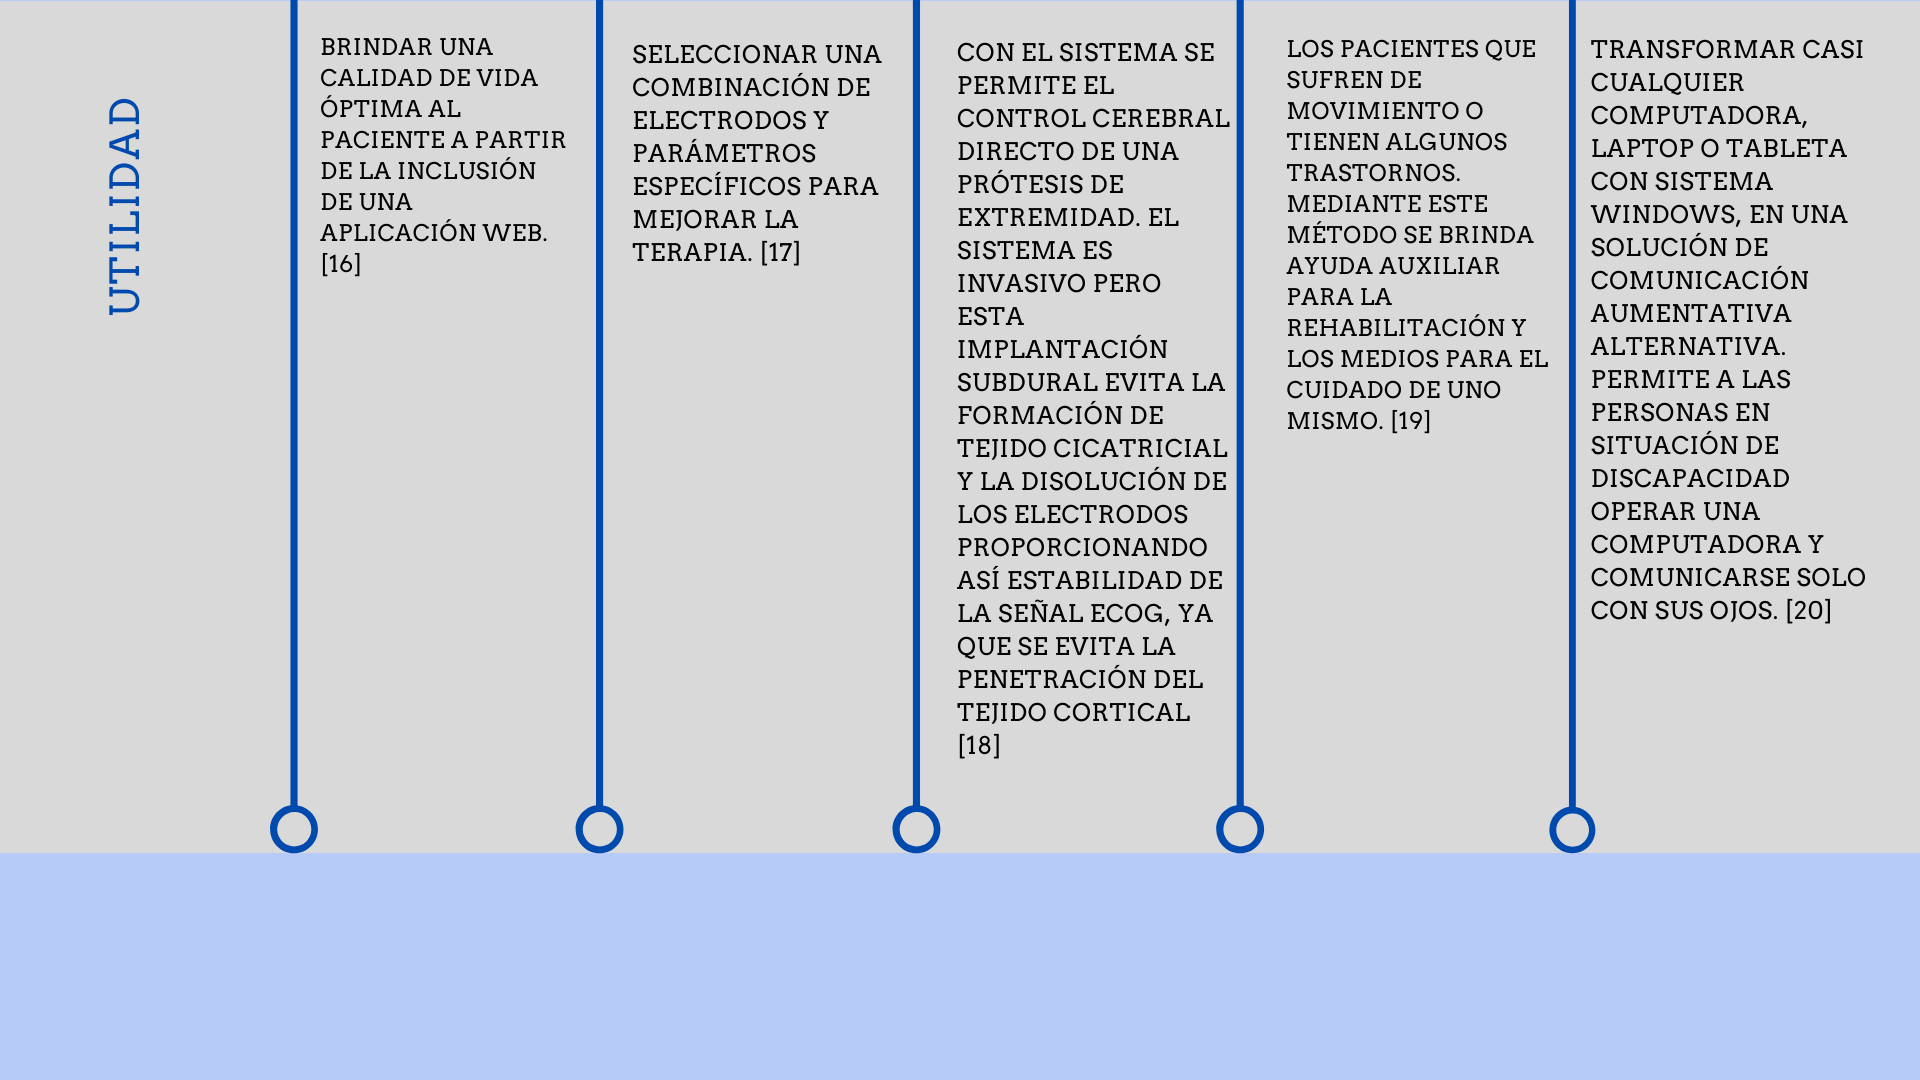 UTILIDAD
BRINDAR UNA
CALIDAD DE VIDA
ÓPTIMA AL
PACIENTE A PARTIR
DE LA INCLUSIÓN
DE UNA
APLICACIÓN WEB.
[16]
SELECCIONAR UNA
COMBINACIÓN DE
ELECTRODOS Y
PARÁMETROS
ESPECÍFICOS PARA
MEJORAR LA
TERAPIA. [17]
CON EL SISTEMA SE
PERMITE EL
CONTROL CEREBRAL
DIRECTO DE UNA
PRÓTESIS DE
EXTREMIDAD. EL
SISTEMA ES
INVASIVO PERO
ESTA
IMPLANTACIÓN
SUBDURAL EVITA LA
FORMACIÓN DE
TEJIDO CICATRICIAL
Y LA DISOLUCIÓN DE
LOS ELECTRODOS
PROPORCIONANDO
ASÍ ESTABILIDAD DE
LA SEÑAL ECOG, YA
QUE SE EVITA LA
PENETRACIÓN DEL
TEJIDO CORTICAL
[18]
LOS PACIENTES QUE
SUFREN DE
MOVIMIENTO O
TIENEN ALGUNOS
TRASTORNOS.
MEDIANTE ESTE
MÉTODO SE BRINDA
AYUDA AUXILIAR
PARA LA
REHABILITACIÓN Y
LOS MEDIOS PARA EL
CUIDADO DE UNO
MISMO. [19]
TRANSFORMAR CASI
CUALQUIER
COMPUTADORA,
LAPTOP O TABLETA
CON SISTEMA
WINDOWS, EN UNA
SOLUCIÓN DE
COMUNICACIÓN
AUMENTATIVA
ALTERNATIVA.
PERMITE A LAS
PERSONAS EN
SITUACIÓN DE
DISCAPACIDAD
OPERAR UNA
COMPUTADORA Y
COMUNICARSE SOLO
CON SUS OJOS. [20]